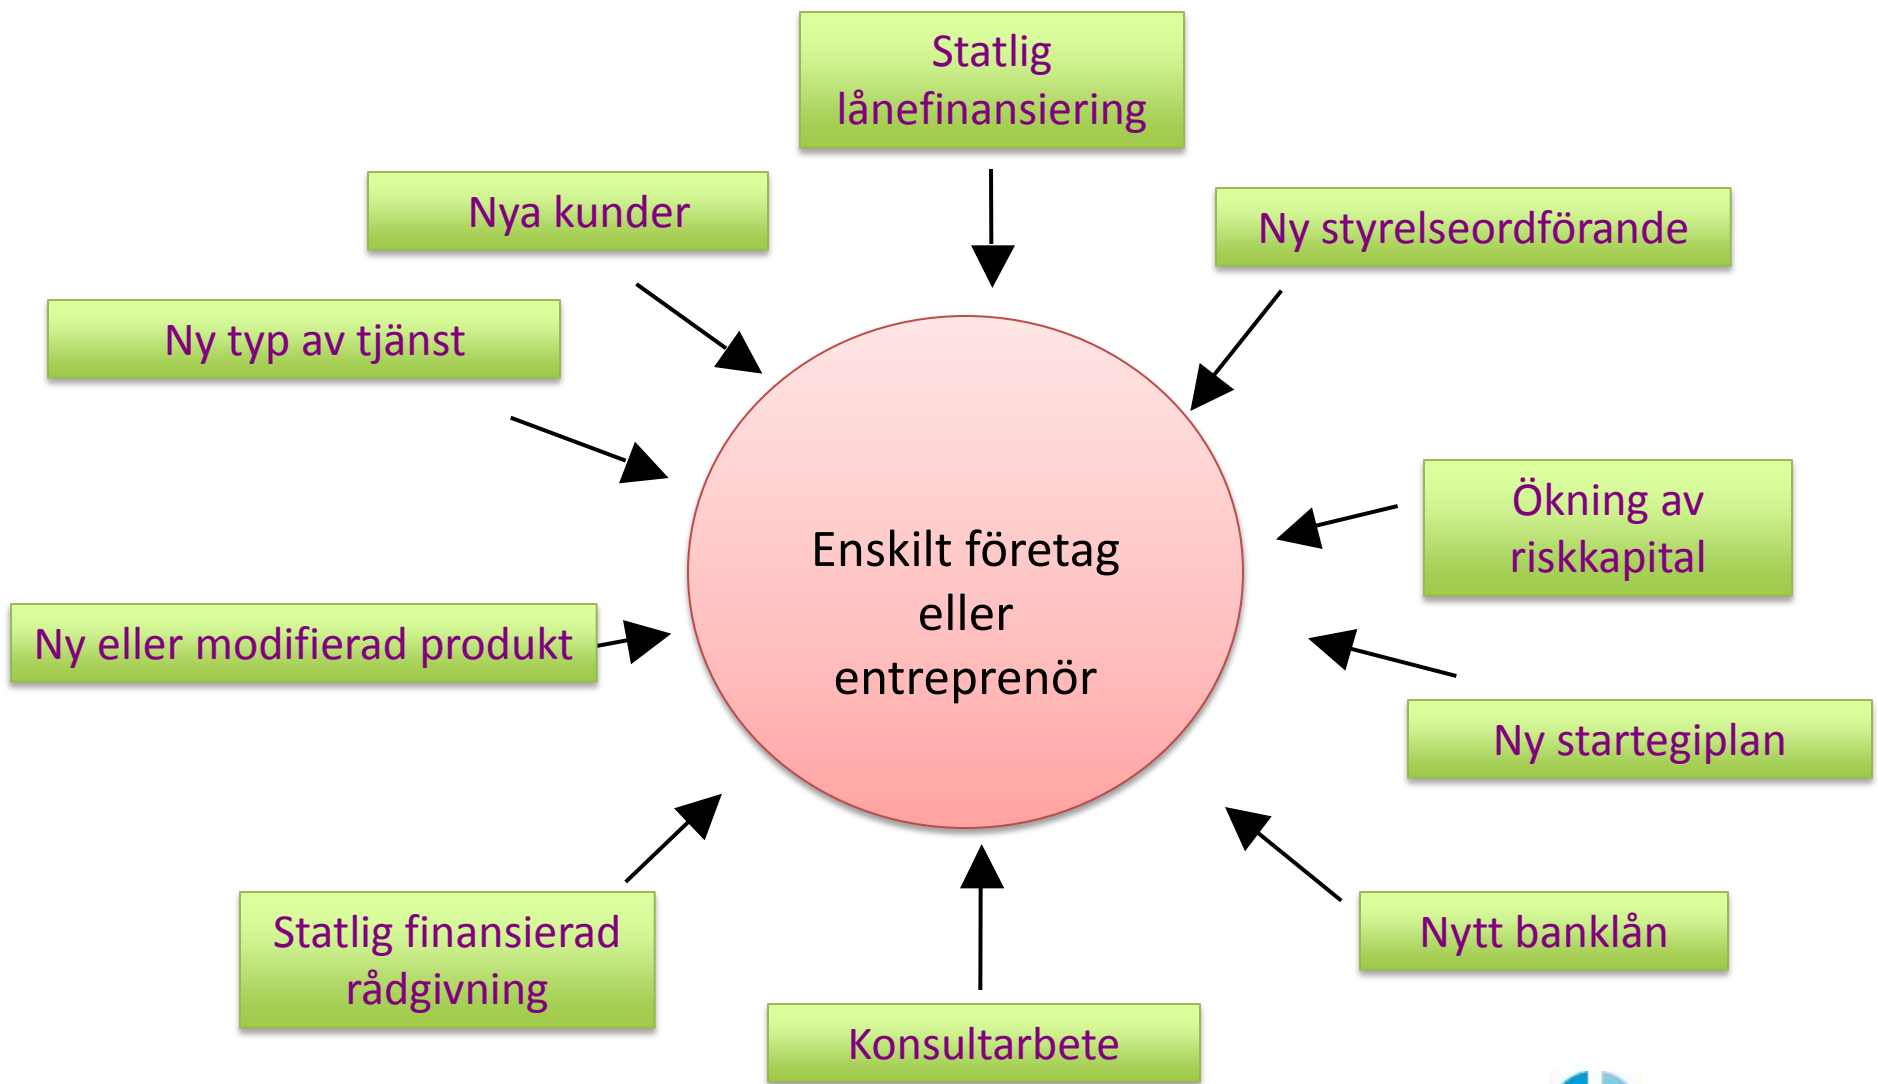 Statlig
lånefinansiering
Nya kunder
Ny styrelseordförande
Ny typ av tjänst
Ökning av
riskkapital
Enskilt företag
eller
entreprenör
Ny eller modifierad produkt
Ny startegiplan
Statlig finansierad
rådgivning
Nytt banklån
Konsultarbete